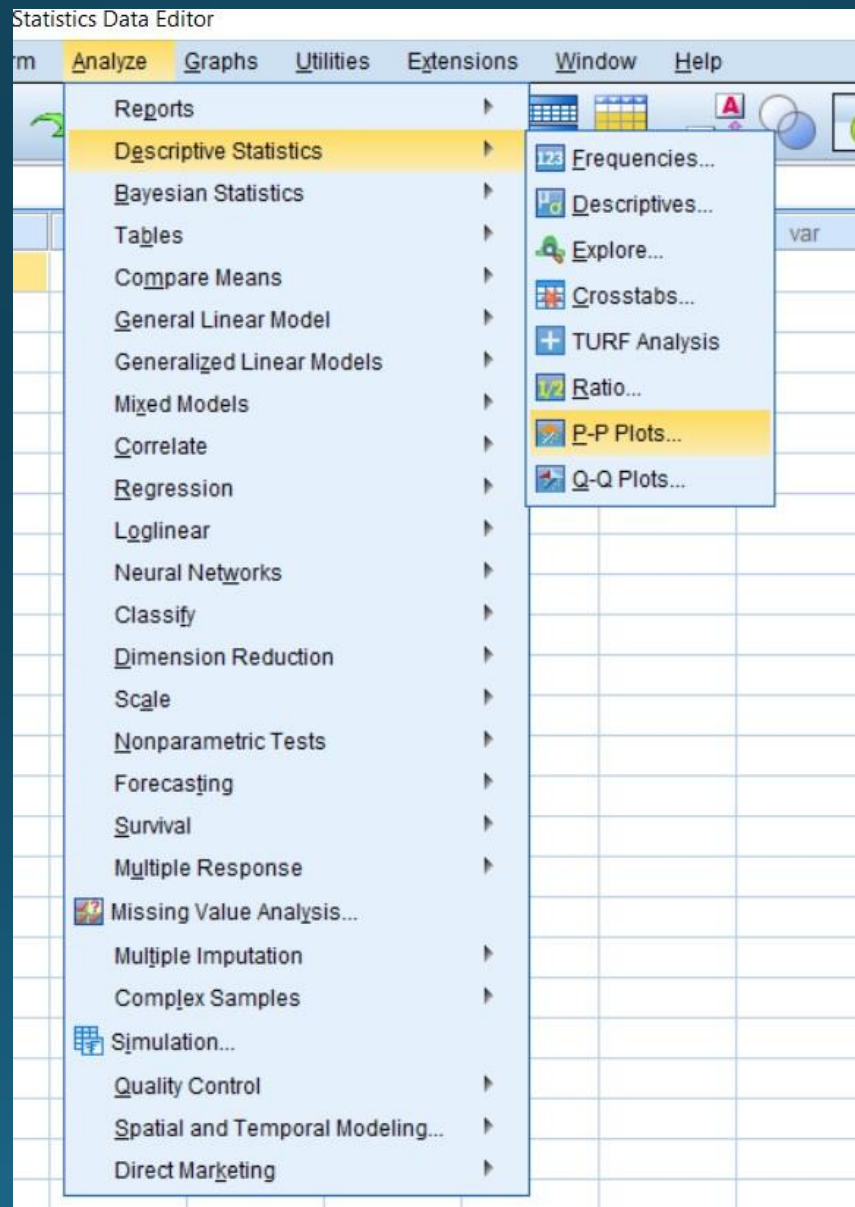 Statistics Data Editor
rm Analyze Graphs Utilities Extensions Window Help
Reports
Descriptive Statistics
Bayesian Statistics
Tables
Compare Means
General Linear Model
Generalized Linear Models
Mixed Models
Correlate
Regression
Loglinear
Neural Networks
Classify
Dimension Reduction
Scale
Nonparametric Tests
Forecasting
Survival
Multiple Response
Missing Value Analysis...
Multiple Imputation
Complex Samples
Simulation...
Quality Control
Spatial and Temporal Modeling...
Direct Marketing
A
123 Frequencies...
Descriptives...
Explore...
Crosstabs...
TURF Analysis
1/2 Ratio...
P-P Plots...
Q-Q Plots...
var